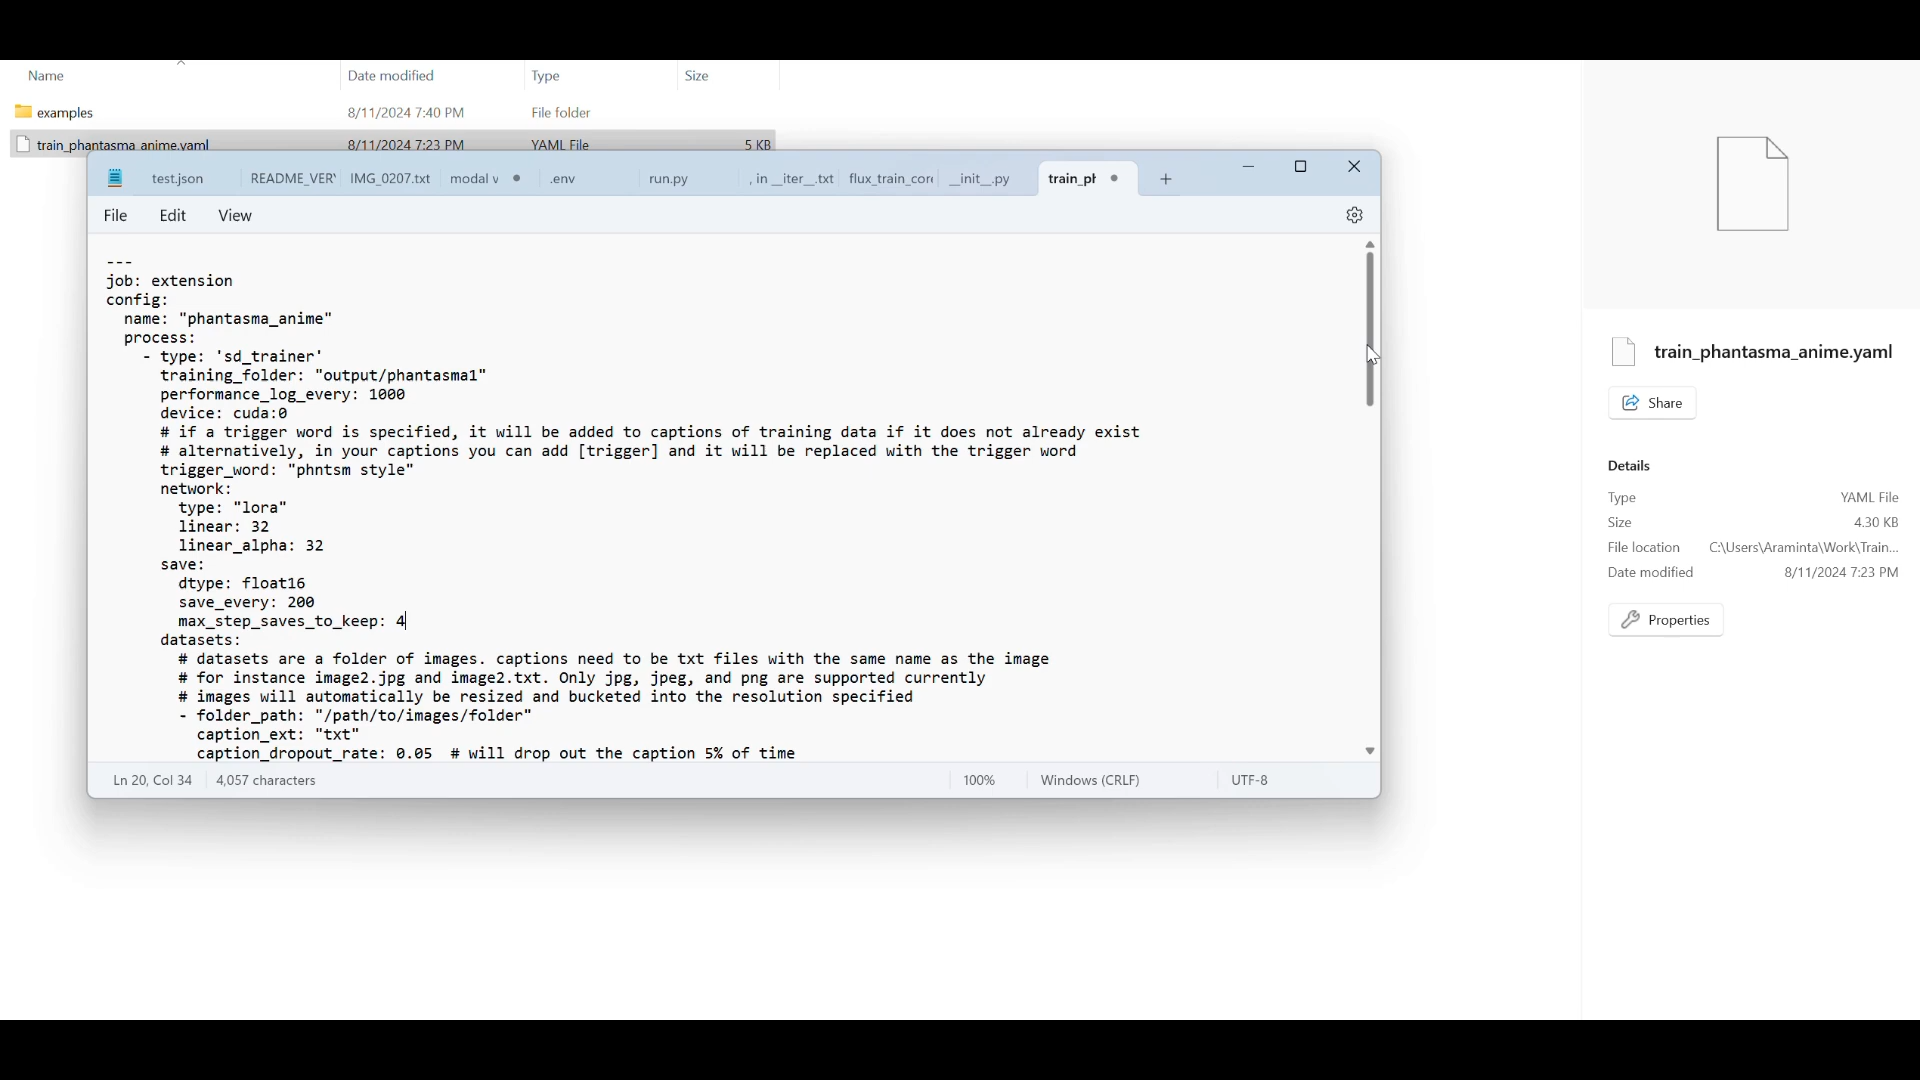 Name Date modified Type Size
examples 8/11/2024 7:40 PM File folder
train_phantasma_anime.yaml 8/11/2024 7:23 PM YAML File 5 KB
test.json README_VER IMG_0207.txt modal v .env run.py , in __iter__.txt flux_train_core __init__.py train_ph
File Edit View
---
job: extension
config:
name: "phantasma_anime"
process:
- type: 'sd_trainer'
training_folder: "output/phantasma1"
performance_log_every: 1000
device: cuda:0
# if a trigger word is specified, it will be added to captions of training data if it does not already exist
# alternatively, in your captions you can add [trigger] and it will be replaced with the trigger word
trigger_word: "phntsm style"
network:
type: "lora"
linear: 32
linear_alpha: 32
save:
dtype: float16
save_every: 200
max_step_saves_to_keep: 4
datasets:
# datasets are a folder of images. captions need to be txt files with the same name as the image
# for instance image2.jpg and image2.txt. Only jpg, jpeg, and png are supported currently
# images will automatically be resized and bucketed into the resolution specified
- folder_path: "/path/to/images/folder"
caption_ext: "txt"
caption_dropout_rate: 0.05 # will drop out the caption 5% of time
Ln 20, Col 34 4,057 characters 100% Windows (CRLF) UTF-8
train_phantasma_anime.yaml
Share
Details
Type YAML File
Size 4.30 KB
File location C:\Users\Araminta\Work\Train...
Date modified 8/11/2024 7:23 PM
Properties